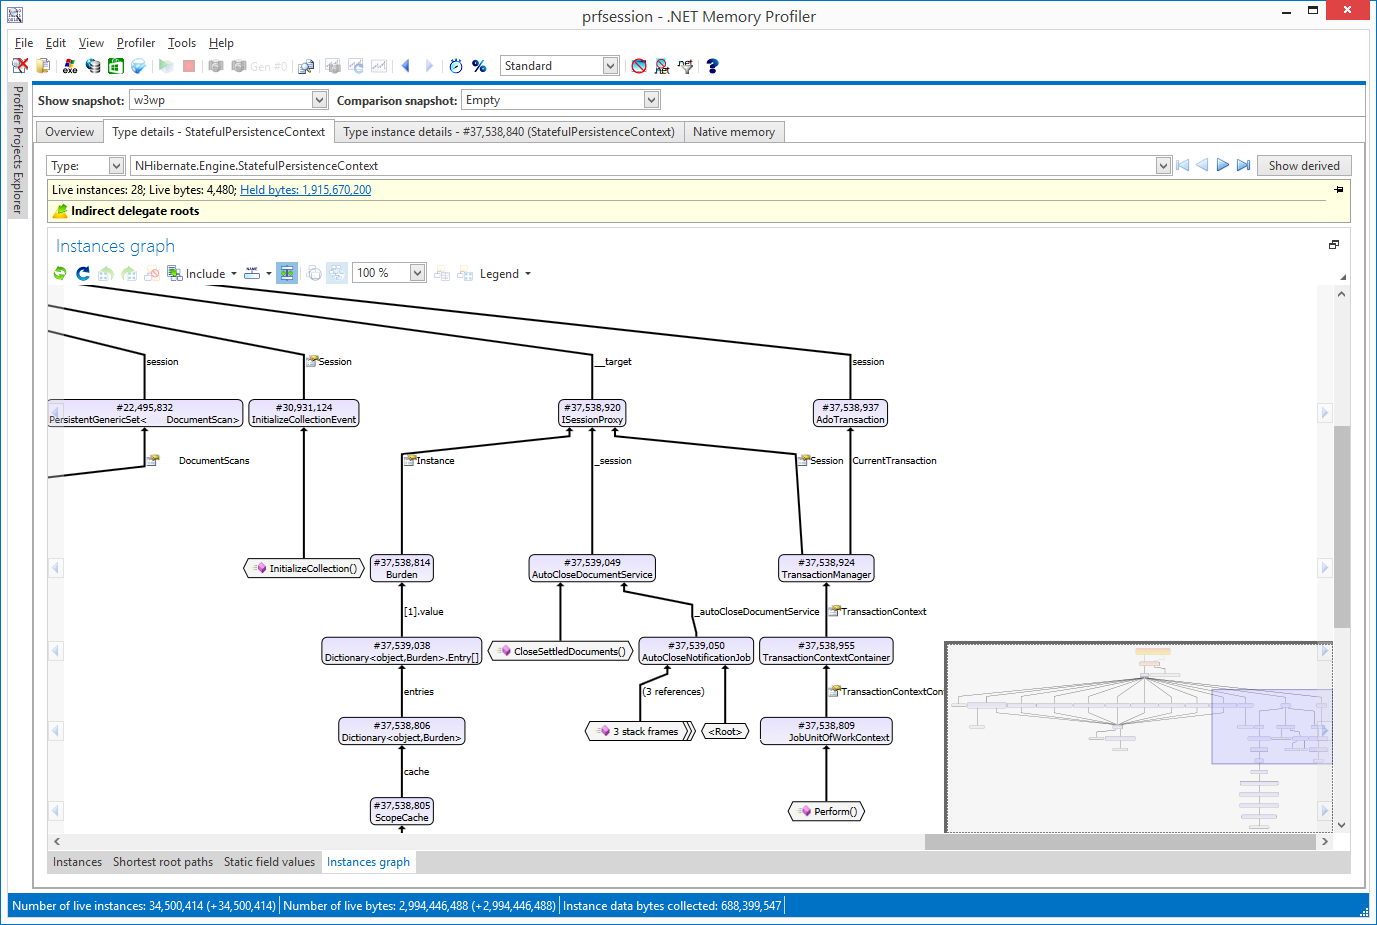 prfsession - .NET Memory Profiler
File Edit View Profiler Tools Help
exe Gen #0 Standard .net .net
Profiler Projects Explorer
Show snapshot: w3wp Comparison snapshot: Empty
Overview Type details - StatefulPersistenceContext Type instance details - #37,538,840 (StatefulPersistenceContext) Native memory
Type: NHibernate.Engine.StatefulPersistenceContext Show derived
Live instances: 28; Live bytes: 4,480; Held bytes: 1,915,670,200
Indirect delegate roots
Instances graph
Include NAME 100 % Legend
session Session __target session
#22,495,832
PersistentGenericSet< DocumentScan>
#30,931,124
InitializeCollectionEvent
#37,538,920
ISessionProxy
#37,538,937
AdoTransaction
DocumentScans Instance _session Session CurrentTransaction
InitializeCollection()
#37,538,814
Burden
#37,539,049
AutoCloseDocumentService
#37,538,924
TransactionManager
[1].value _autoCloseDocumentService TransactionContext
#37,539,038
Dictionary<object,Burden>.Entry[]
CloseSettledDocuments()
#37,539,050
AutoCloseNotificationJob
#37,538,955
TransactionContextContainer
entries (3 references) TransactionContextCon
#37,538,806
Dictionary<object,Burden>
3 stack frames
<Root>
#37,538,809
JobUnitOfWorkContext
cache
#37,538,805
ScopeCache
Perform()
Instances Shortest root paths Static field values Instances graph
Number of live instances: 34,500,414 (+34,500,414) Number of live bytes: 2,994,446,488 (+2,994,446,488) Instance data bytes collected: 688,399,547